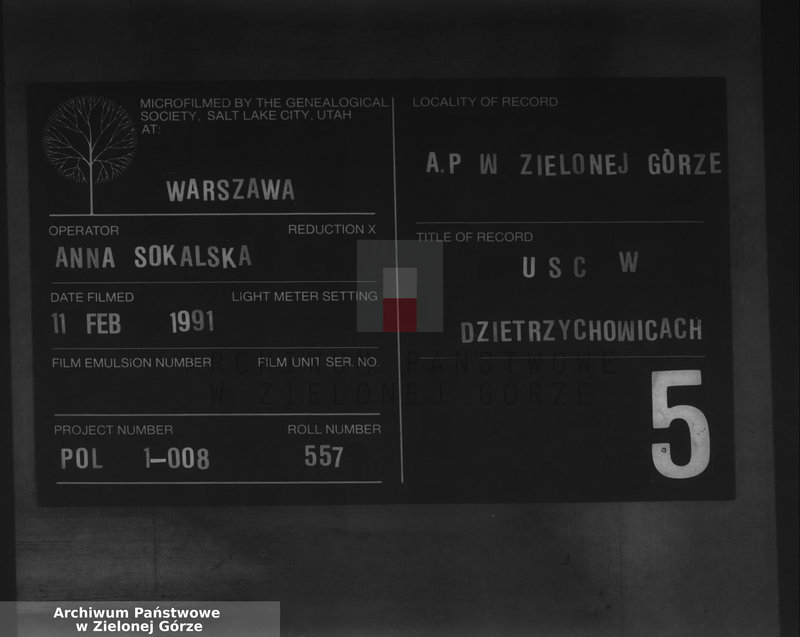 MICROFILMED BY THE GENEALOGICAL
SOCIETY, SALT LAKE CITY, UTAH
AT:
WARSZAWA
OPERATOR
REDUCTION X
ANNA SOKALSKA
DATE FILMED
LIGHT METER SETTING
11 FEB 1991
FILM EMULSION NUMBER
FILM UNIT SER. NO.
PROJECT NUMBER
ROLL NUMBER
POL 1-008
557
LOCALITY OF RECORD
A.P W ZIELONEJ GÒRZE
TITLE OF RECORD
USC W
DZIETRZYCHOWICACH
5
ARCHIWUM PAŃSTWOWE
W ZIELONEJ GÓRZE
Archiwum Państwowe
w Zielonej Górze